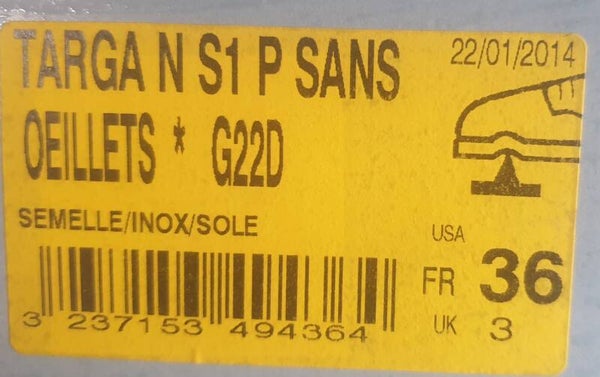 TARGA N S1 P SANS
22/01/2014
OEILLETS * G22D
SEMELLE/INOX/SOLE
USA
FR 36
UK 3
3 237153 494364